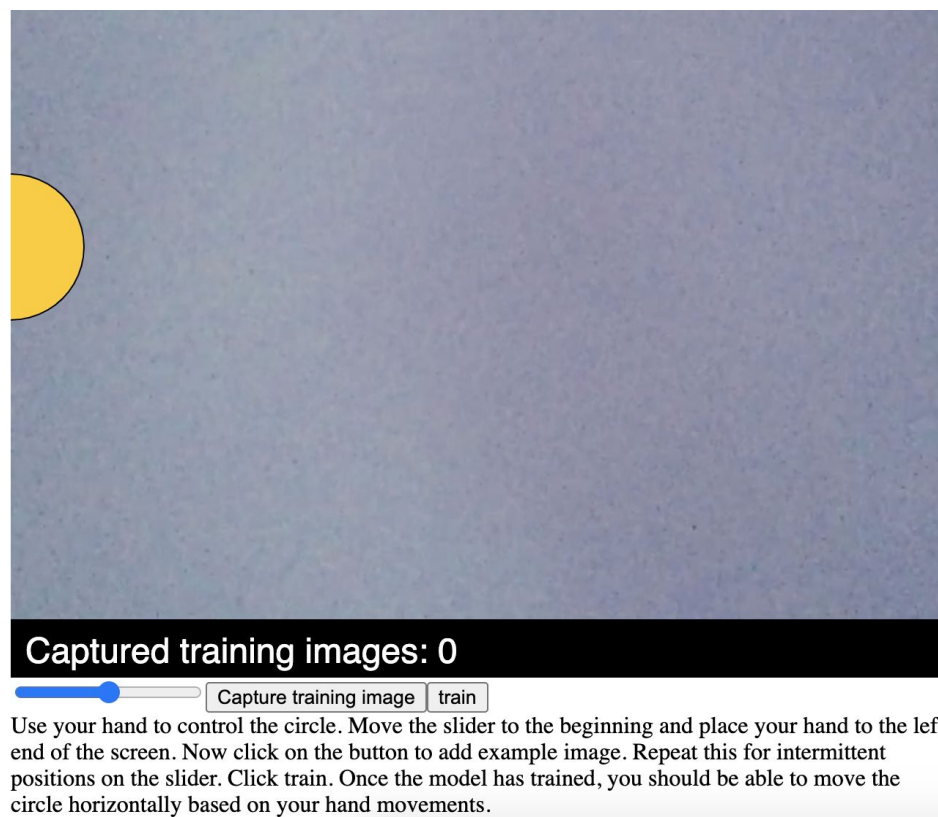 Captured training images: 0
Capture training image train
Use your hand to control the circle. Move the slider to the beginning and place your hand to the lef
end of the screen. Now click on the button to add example image. Repeat this for intermittent
positions on the slider. Click train. Once the model has trained, you should be able to move the
circle horizontally based on your hand movements.